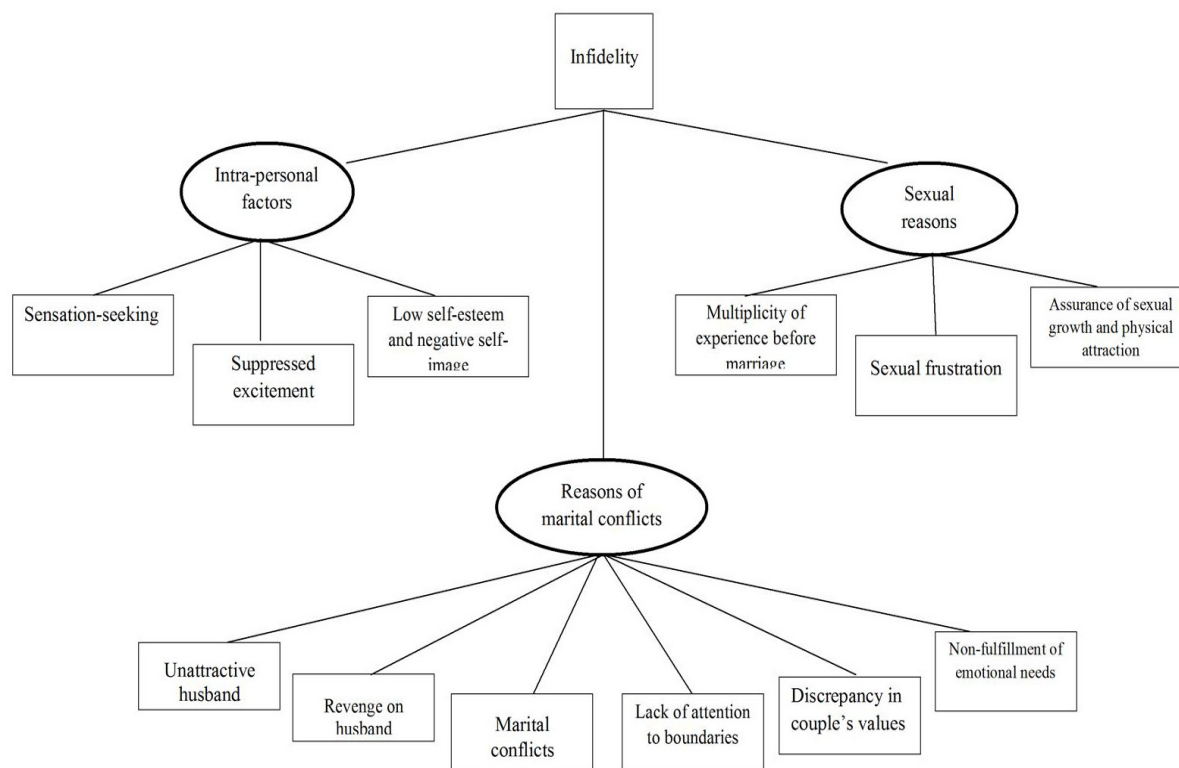 Infidelity
Intra-personal
factors
Sexual
reasons
Sensation-seeking
Suppressed
excitement
Low self-esteem
and negative self-
image
Multiplicity of
experience before
marriage
Sexual frustration
Assurance of sexual
growth and physical
attraction
Reasons of
marital conflicts
Unattractive
husband
Revenge on
husband
Marital
conflicts
Lack of attention
to boundaries
Discrepancy in
couple’s values
Non-fulfillment of
emotional needs